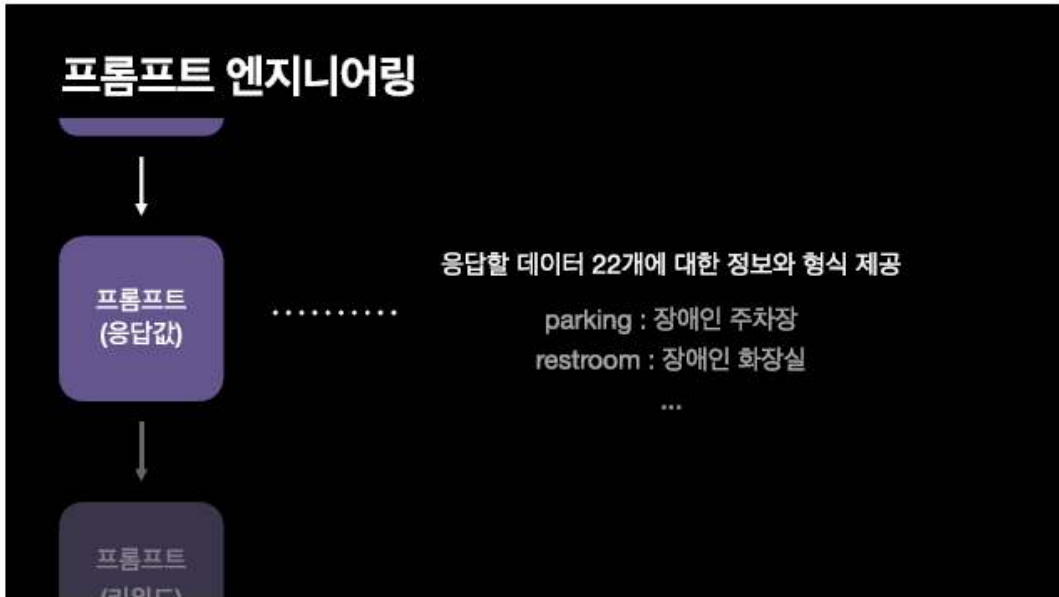 프롬프트 엔지니어링
응답할 데이터 22개에 대한 정보와 형식 제공
프롬프트
(응답값)
parking : 장애인 주차장
restroom : 장애인 화장실
...
프롬프트